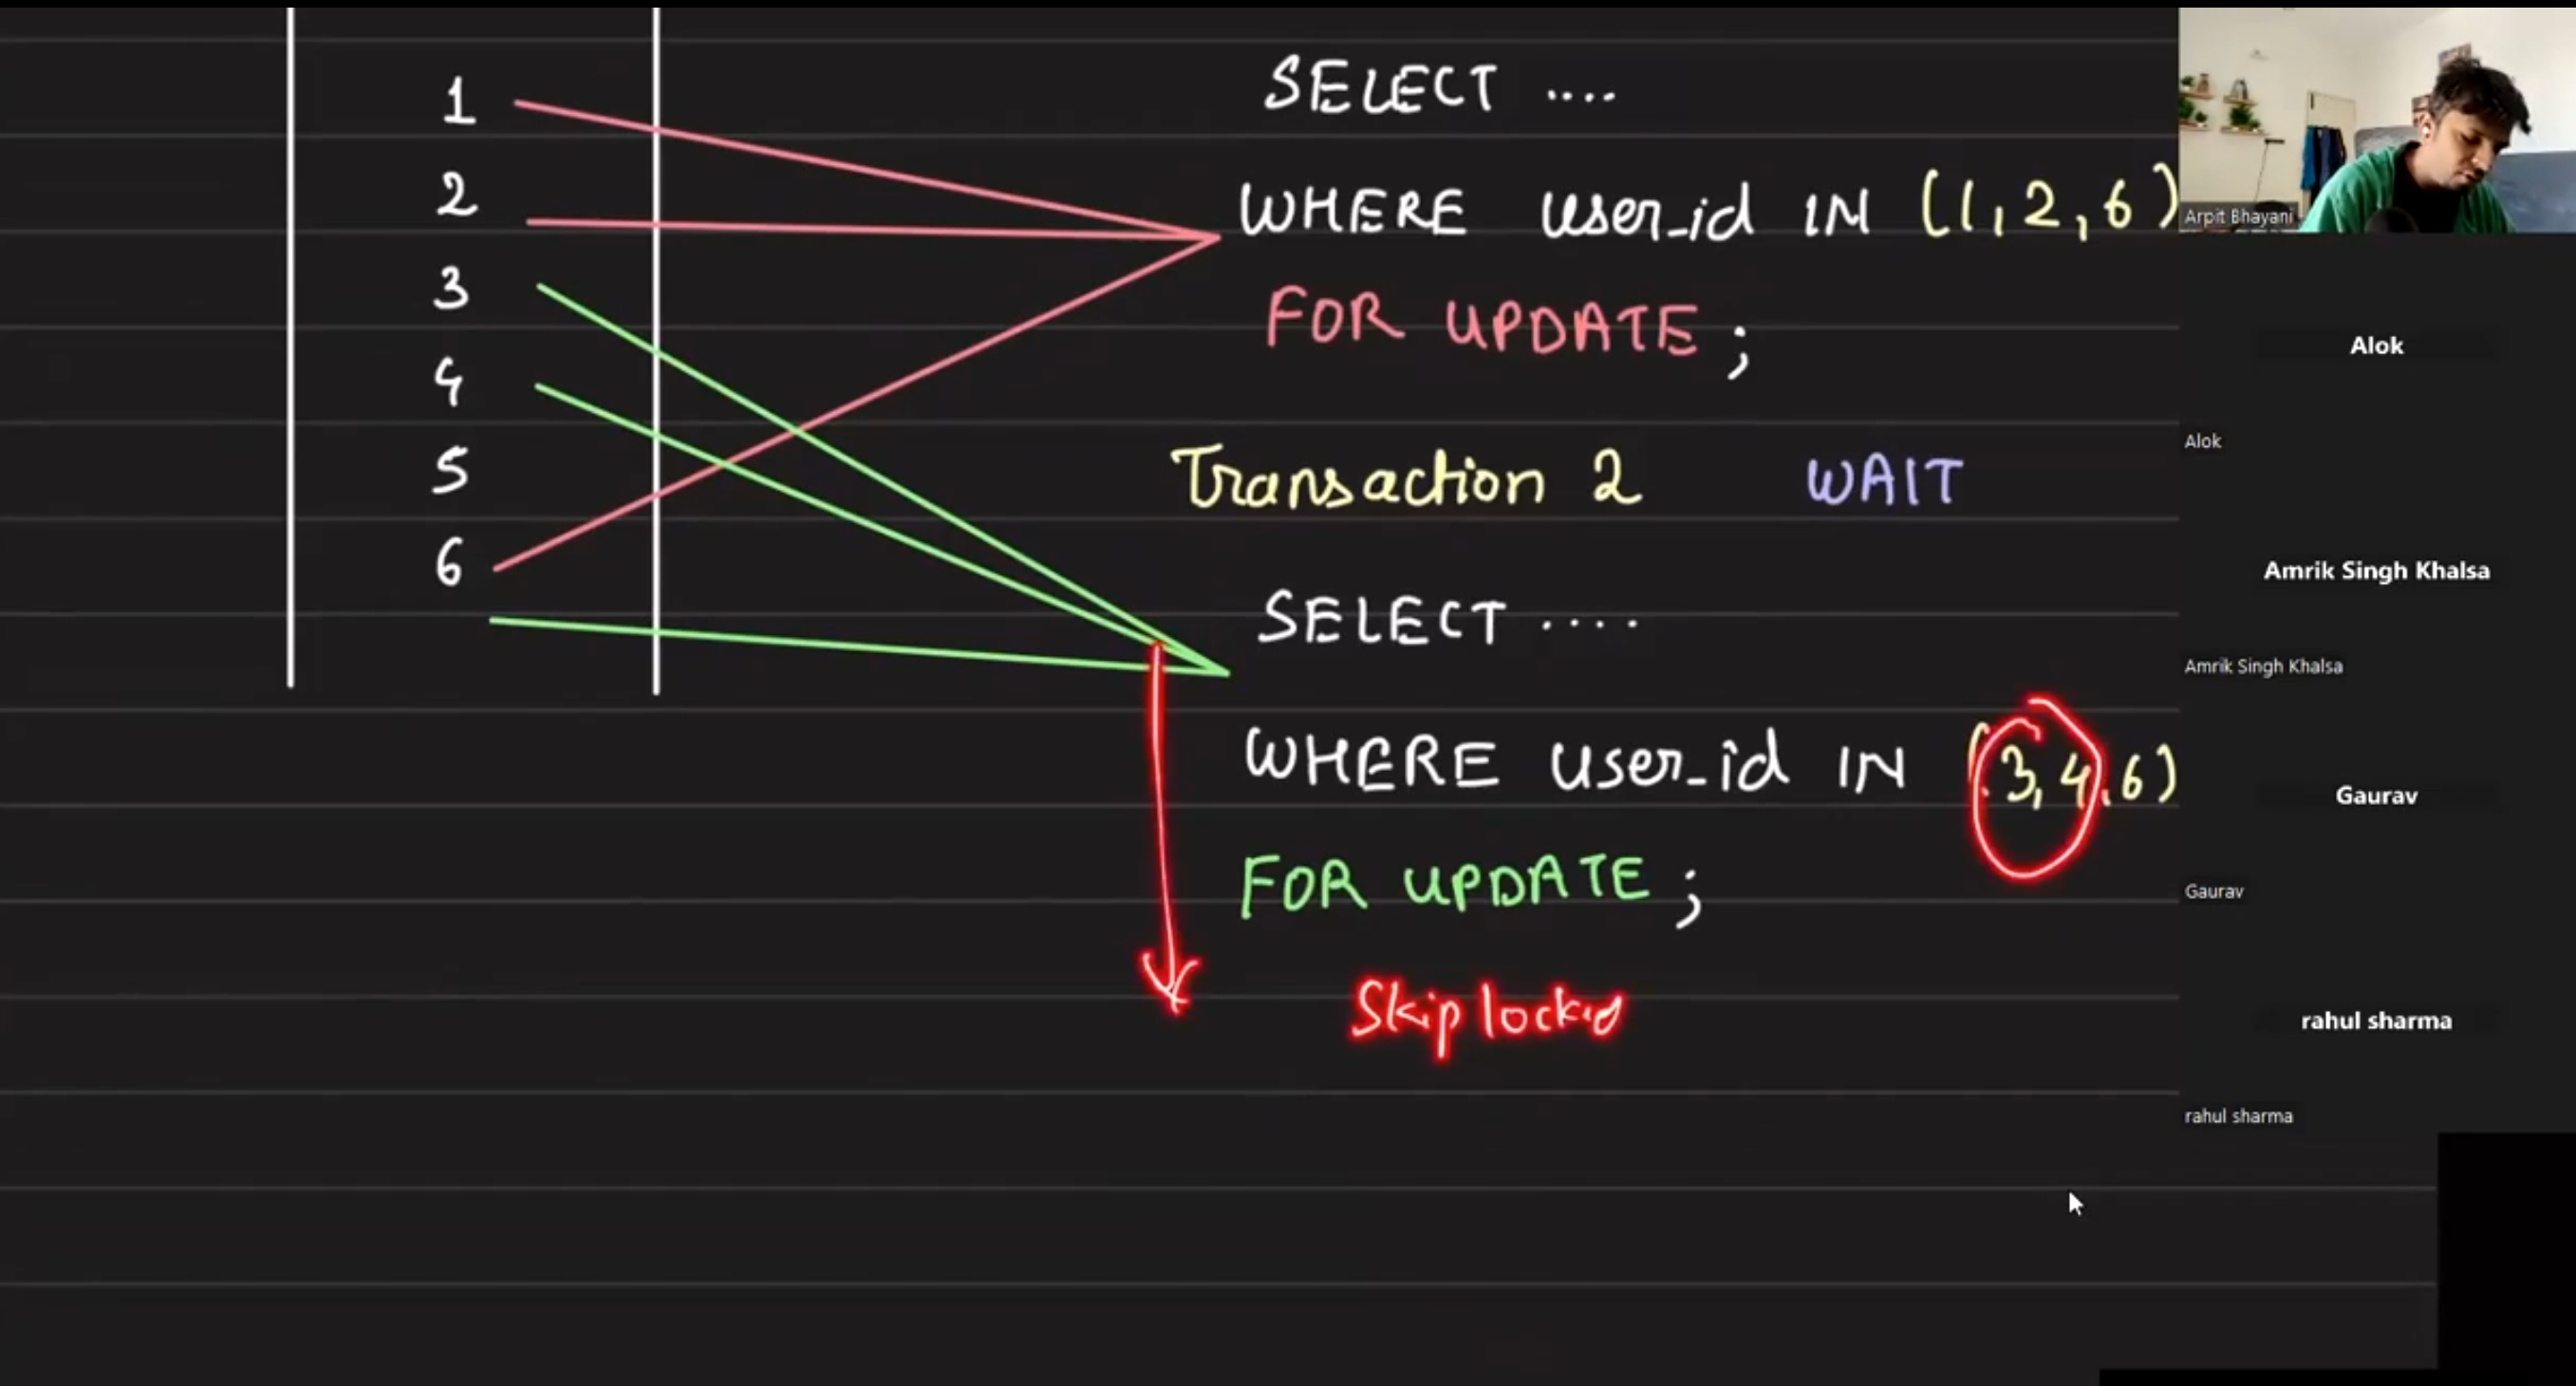 1
2
3
4
5
6
SELECT ....
WHERE user_id IN (1,2,6)
FOR UPDATE;
Transaction 2 WAIT
SELECT ....
WHERE user_id IN (3,4,6)
FOR UPDATE;
Skip locked
Arpit Bhayani
Alok
Alok
Amrik Singh Khalsa
Amrik Singh Khalsa
Gaurav
Gaurav
rahul sharma
rahul sharma